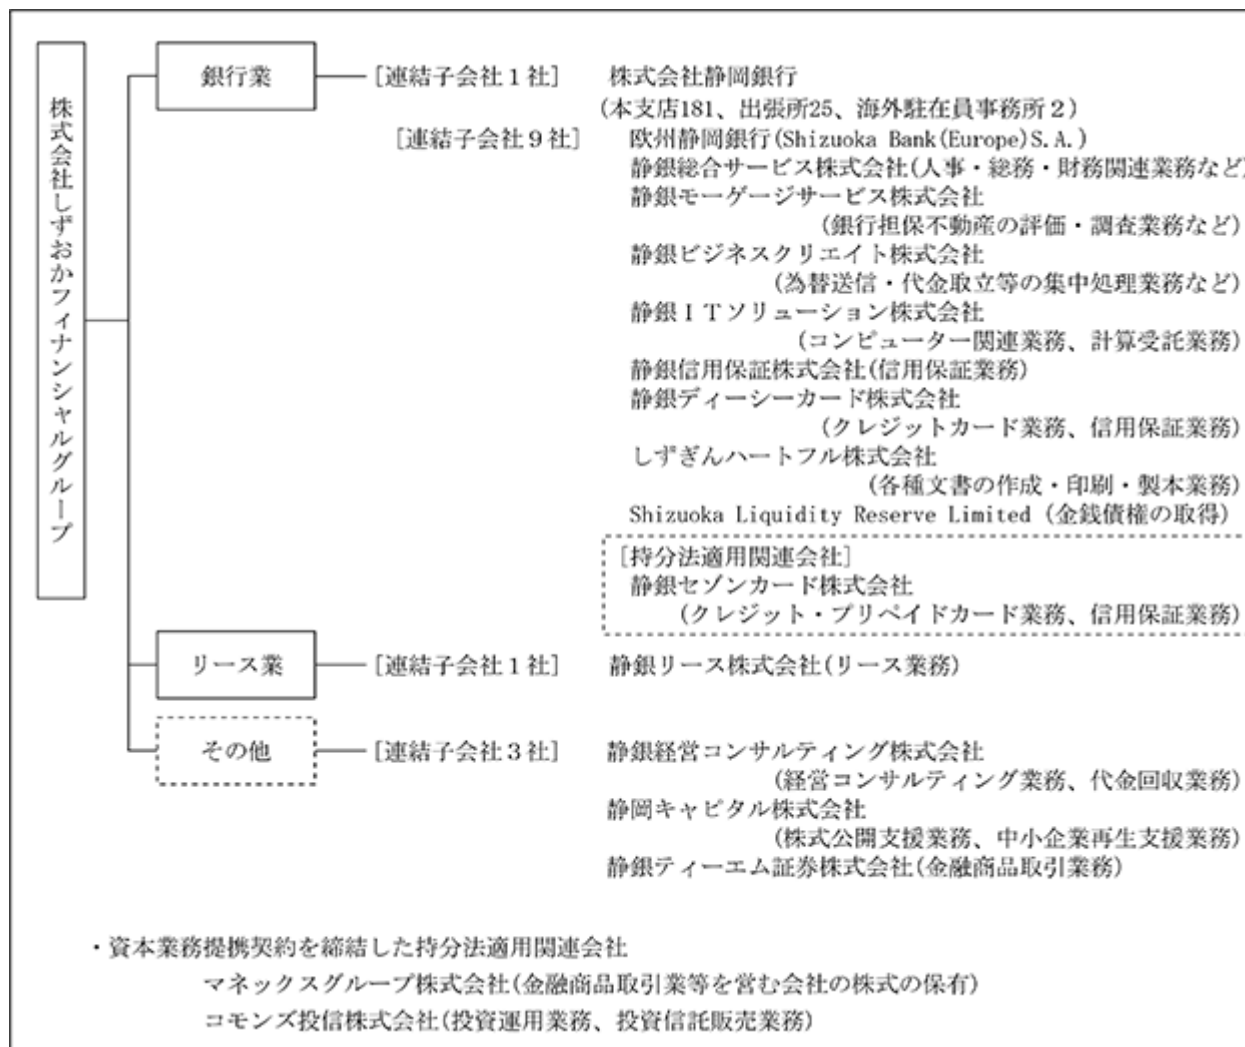 株式会社しずおかフィナンシャルグループ
銀行業 [連結子会社1社] 株式会社静岡銀行
(本支店181、出張所25、海外駐在員事務所2)
[連結子会社9社] 欧州静岡銀行(Shizuoka Bank(Europe)S.A.)
静銀総合サービス株式会社(人事・総務・財務関連業務など)
静銀モーゲージサービス株式会社
(銀行担保不動産の評価・調査業務など)
静銀ビジネスクリエイト株式会社
(為替送信・代金取立等の集中処理業務など)
静銀ITソリューション株式会社
(コンピューター関連業務、計算受託業務)
静銀信用保証株式会社(信用保証業務)
静銀ディーシーカード株式会社
(クレジットカード業務、信用保証業務)
しずぎんハートフル株式会社
(各種文書の作成・印刷・製本業務)
Shizuoka Liquidity Reserve Limited (金銭債権の取得)
[持分法適用関連会社]
静銀セゾンカード株式会社
(クレジット・プリペイドカード業務、信用保証業務)
リース業 [連結子会社1社] 静銀リース株式会社(リース業務)
その他 [連結子会社3社] 静銀経営コンサルティング株式会社
(経営コンサルティング業務、代金回収業務)
静岡キャピタル株式会社
(株式公開支援業務、中小企業再生支援業務)
静銀ティーエム証券株式会社(金融商品取引業務)
・資本業務提携契約を締結した持分法適用関連会社
マネックスグループ株式会社(金融商品取引業等を営む会社の株式の保有)
コモンズ投信株式会社(投資運用業務、投資信託販売業務)